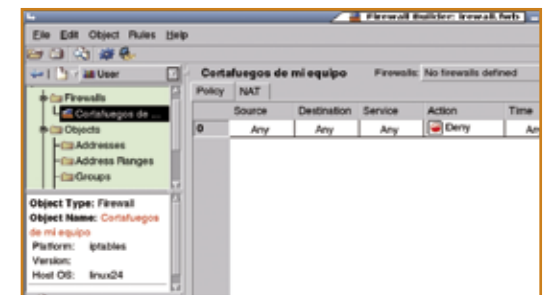 Firewall Builder: firewall.fwb
File Edit Object Rules Help
User
Cortafuegos de mi equipo
Firewalls: No firewalls defined
Policy NAT
Source Destination Service Action Time
0 Any Any Any Deny
Firewalls
Cortafuegos de ...
Objects
Addresses
Address Ranges
Groups
Object Type: Firewall
Object Name: Cortafuegos
de mi equipo
Platform: iptables
Version:
Host OS: linux24